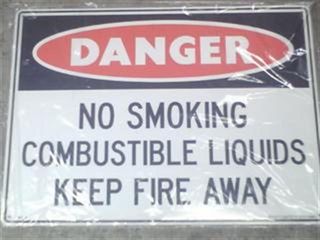 DANGER
NO SMOKING
COMBUSTIBLE LIQUIDS
KEEP FIRE AWAY